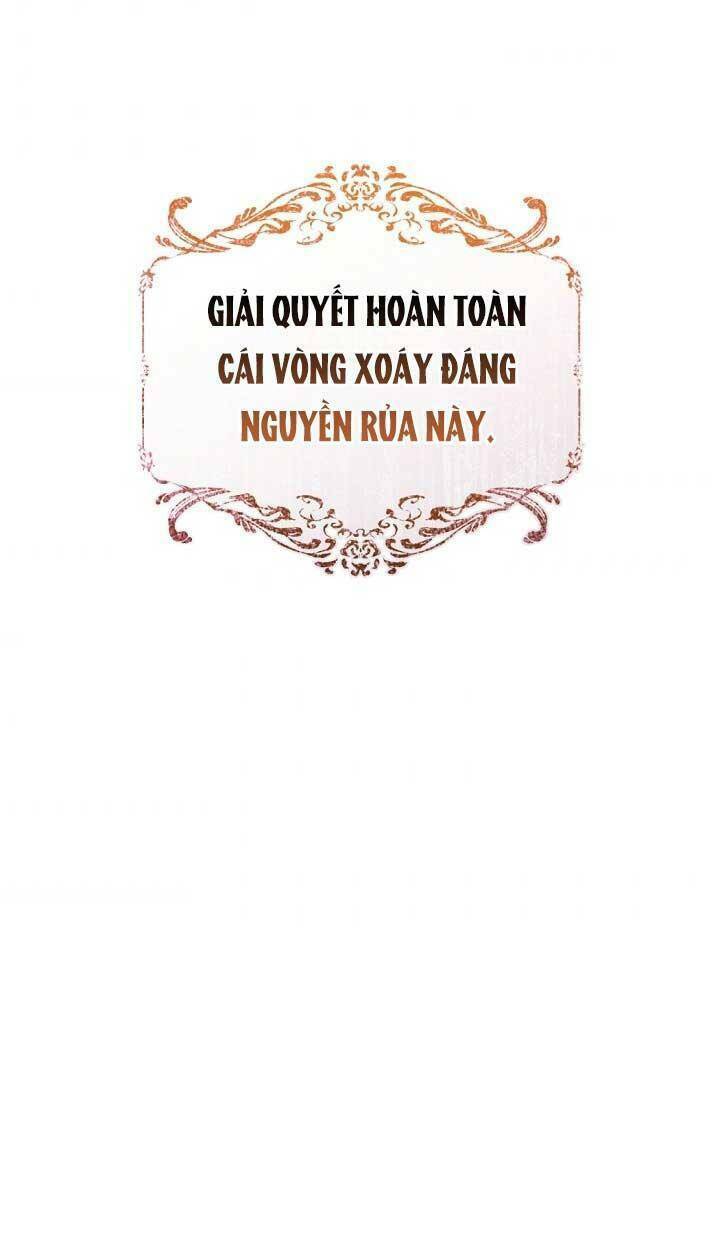 GIẢI QUYẾT HOÀN TOÀN
CÁI VÒNG XOÁY ĐÁNG
NGUYỀN RỦA NÀY.